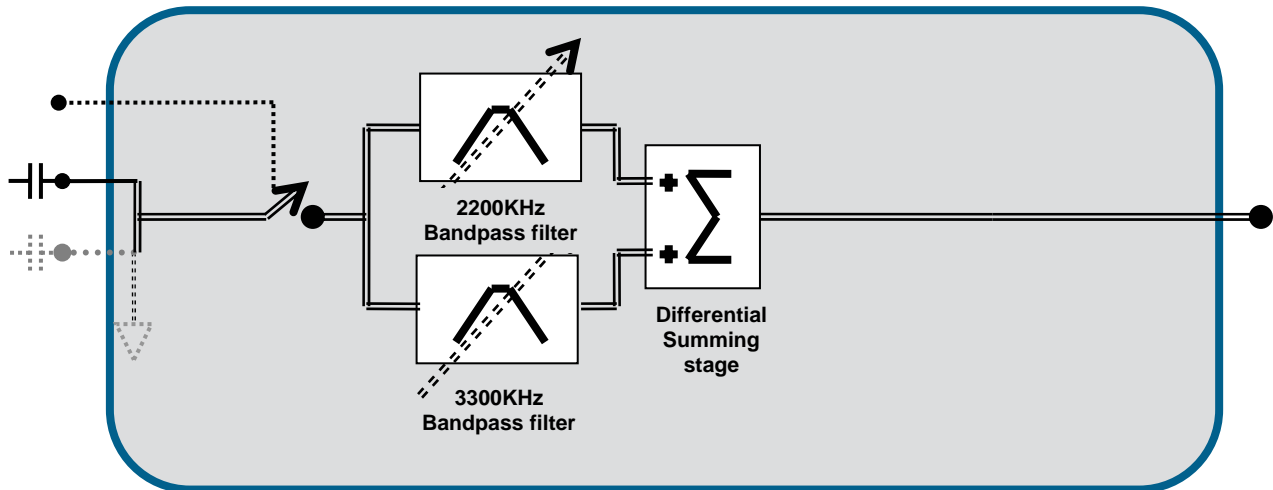 2200KHz
Bandpass filter
3300KHz
Bandpass filter
Differential
Summing
stage